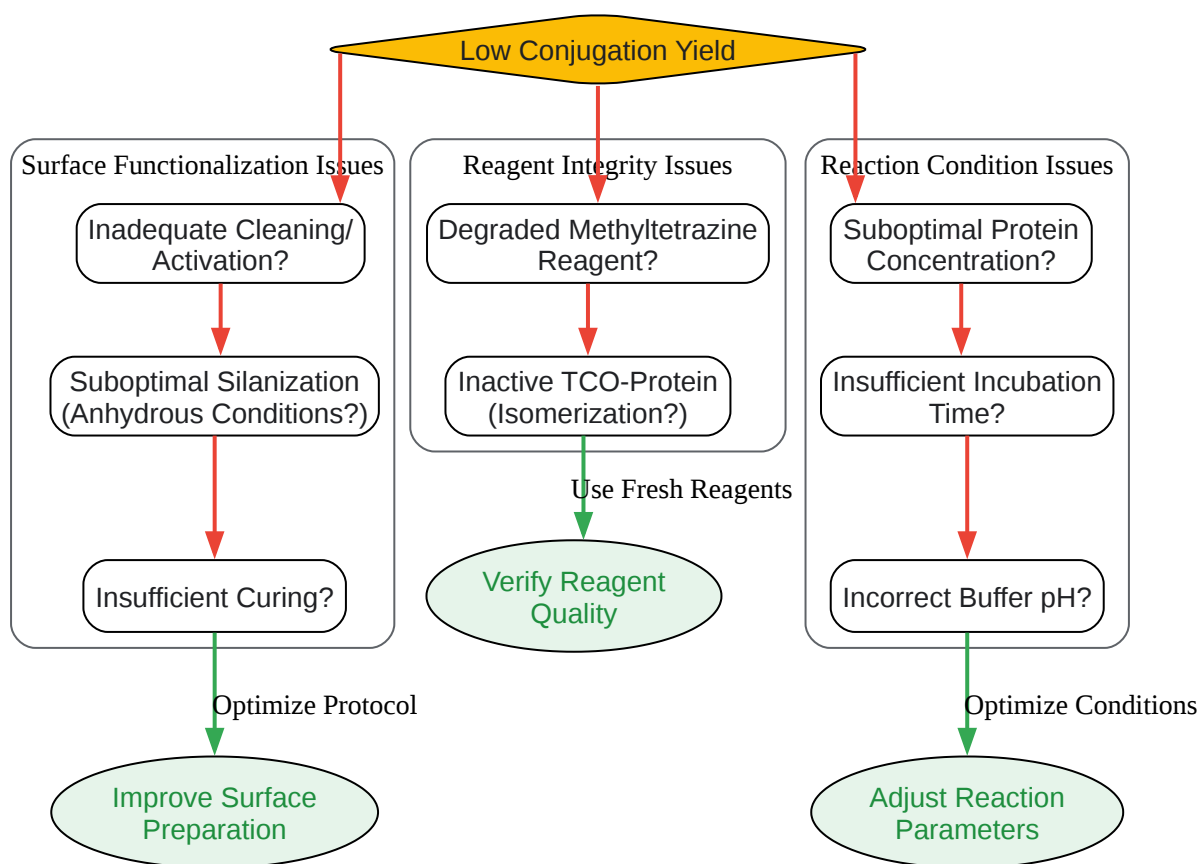 Low Conjugation Yield
Surface Functionalization Issues
Inadequate Cleaning/
Activation?
Suboptimal Silanization
(Anhydrous Conditions?)
Insufficient Curing?
Optimize Protocol
Improve Surface
Preparation
Reagent Integrity Issues
Degraded Methyltetrazine
Reagent?
Inactive TCO-Protein
(Isomerization?)
Use Fresh Reagents
Verify Reagent
Quality
Reaction Condition Issues
Suboptimal Protein
Concentration?
Insufficient Incubation
Time?
Incorrect Buffer pH?
Optimize Conditions
Adjust Reaction
Parameters